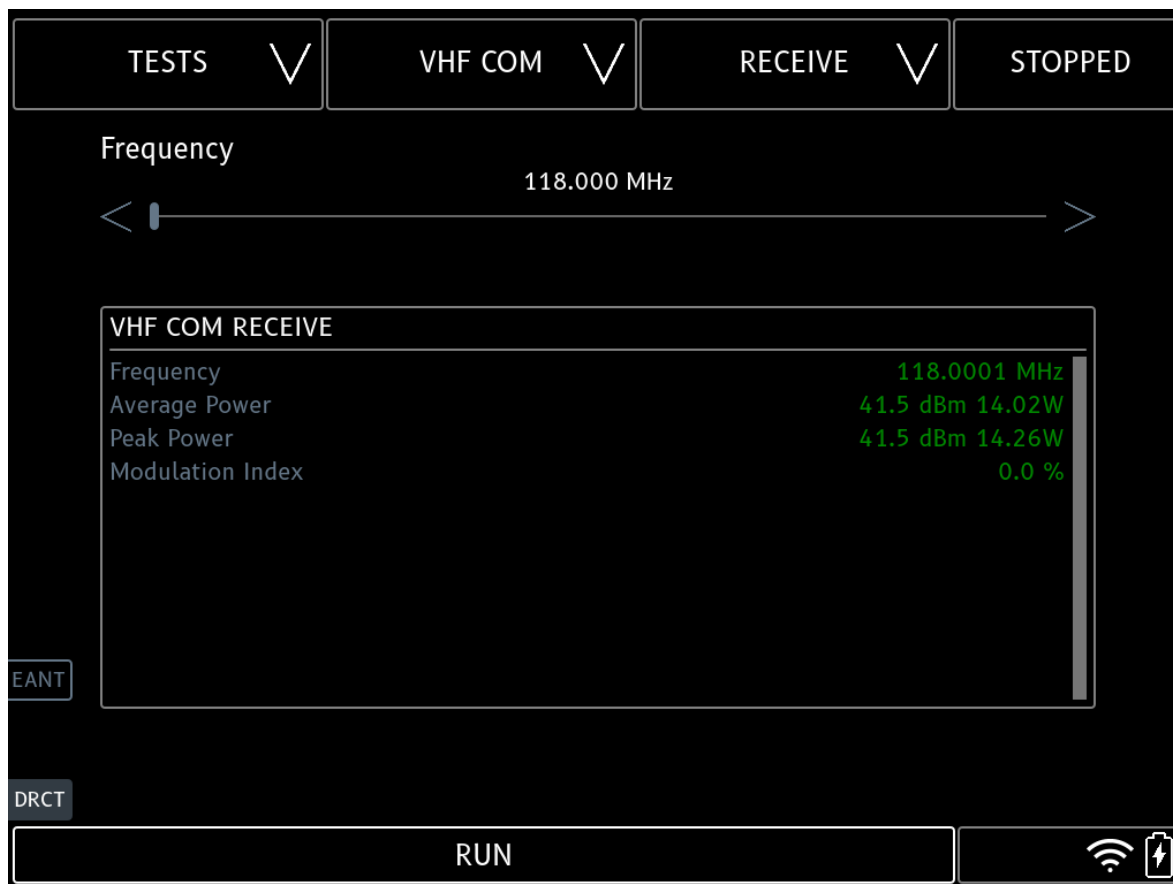 TESTS VHF COM RECEIVE STOPPED
Frequency
118.000 MHz
VHF COM RECEIVE
Frequency 118.0001 MHz
Average Power 41.5 dBm 14.02W
Peak Power 41.5 dBm 14.26W
Modulation Index 0.0 %
EANT
DRCT
RUN